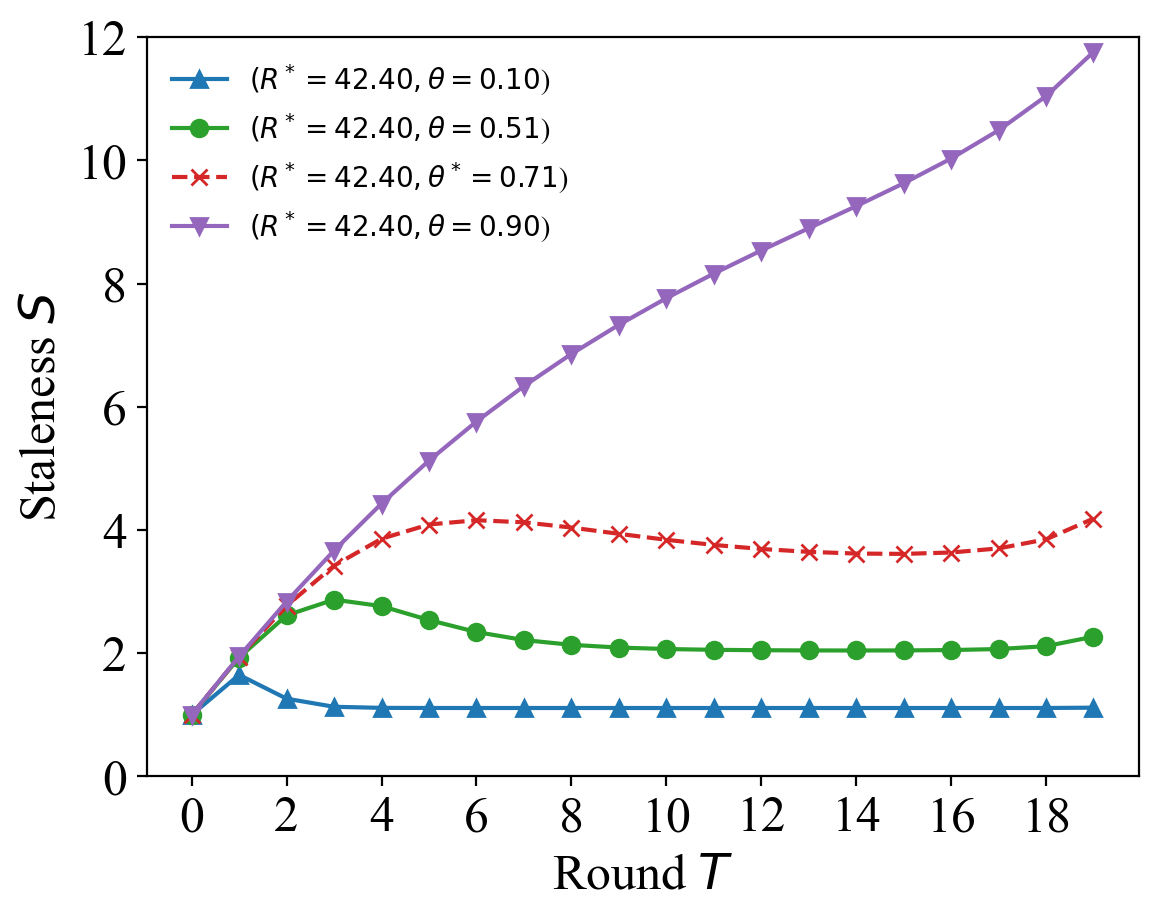 12
10
8
6
4
2
0
Staleness S
(R* = 42.40, θ = 0.10)
(R* = 42.40, θ = 0.51)
(R* = 42.40, θ* = 0.71)
(R* = 42.40, θ = 0.90)
0 2 4 6 8 10 12 14 16 18
Round T